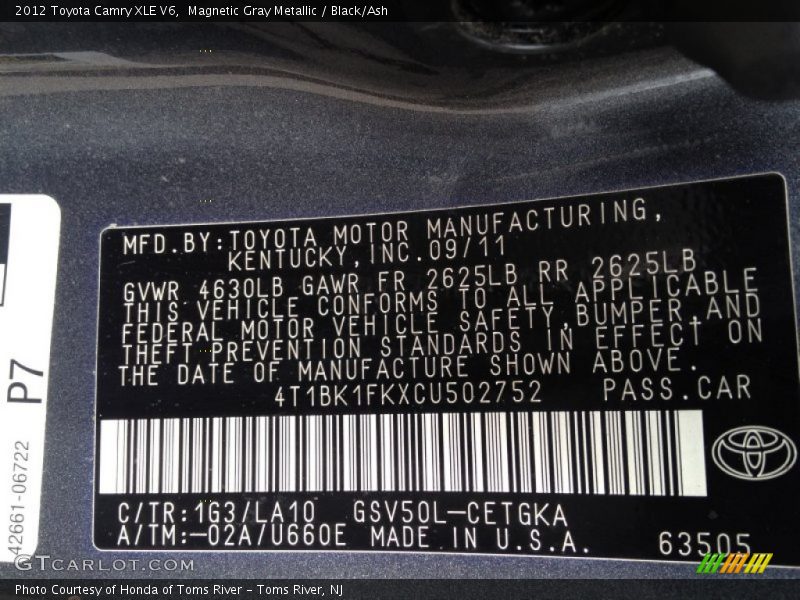 2012 Toyota Camry XLE V6,  Magnetic Gray Metallic / Black/Ash
MFD.BY:TOYOTA MOTOR MANUFACTURING,
KENTUCKY,INC.09/11
GVWR 4630LB GAWR FR 2625LB RR 2625LB
THIS VEHICLE CONFORMS TO ALL APPLICABLE
FEDERAL MOTOR VEHICLE SAFETY,BUMPER,AND
THEFT PREVENTION STANDARDS IN EFFECT ON
THE DATE OF MANUFACTURE SHOWN ABOVE.
4T1BK1FKXCU502752 PASS.CAR
C/TR:1G3/LA10 GSV50L-CETGKA
A/TM:-02A/U660E MADE IN U.S.A.
63505
P7
42661-06722
GTCARLOT.COM
Photo Courtesy of Honda of Toms River - Toms River, NJ